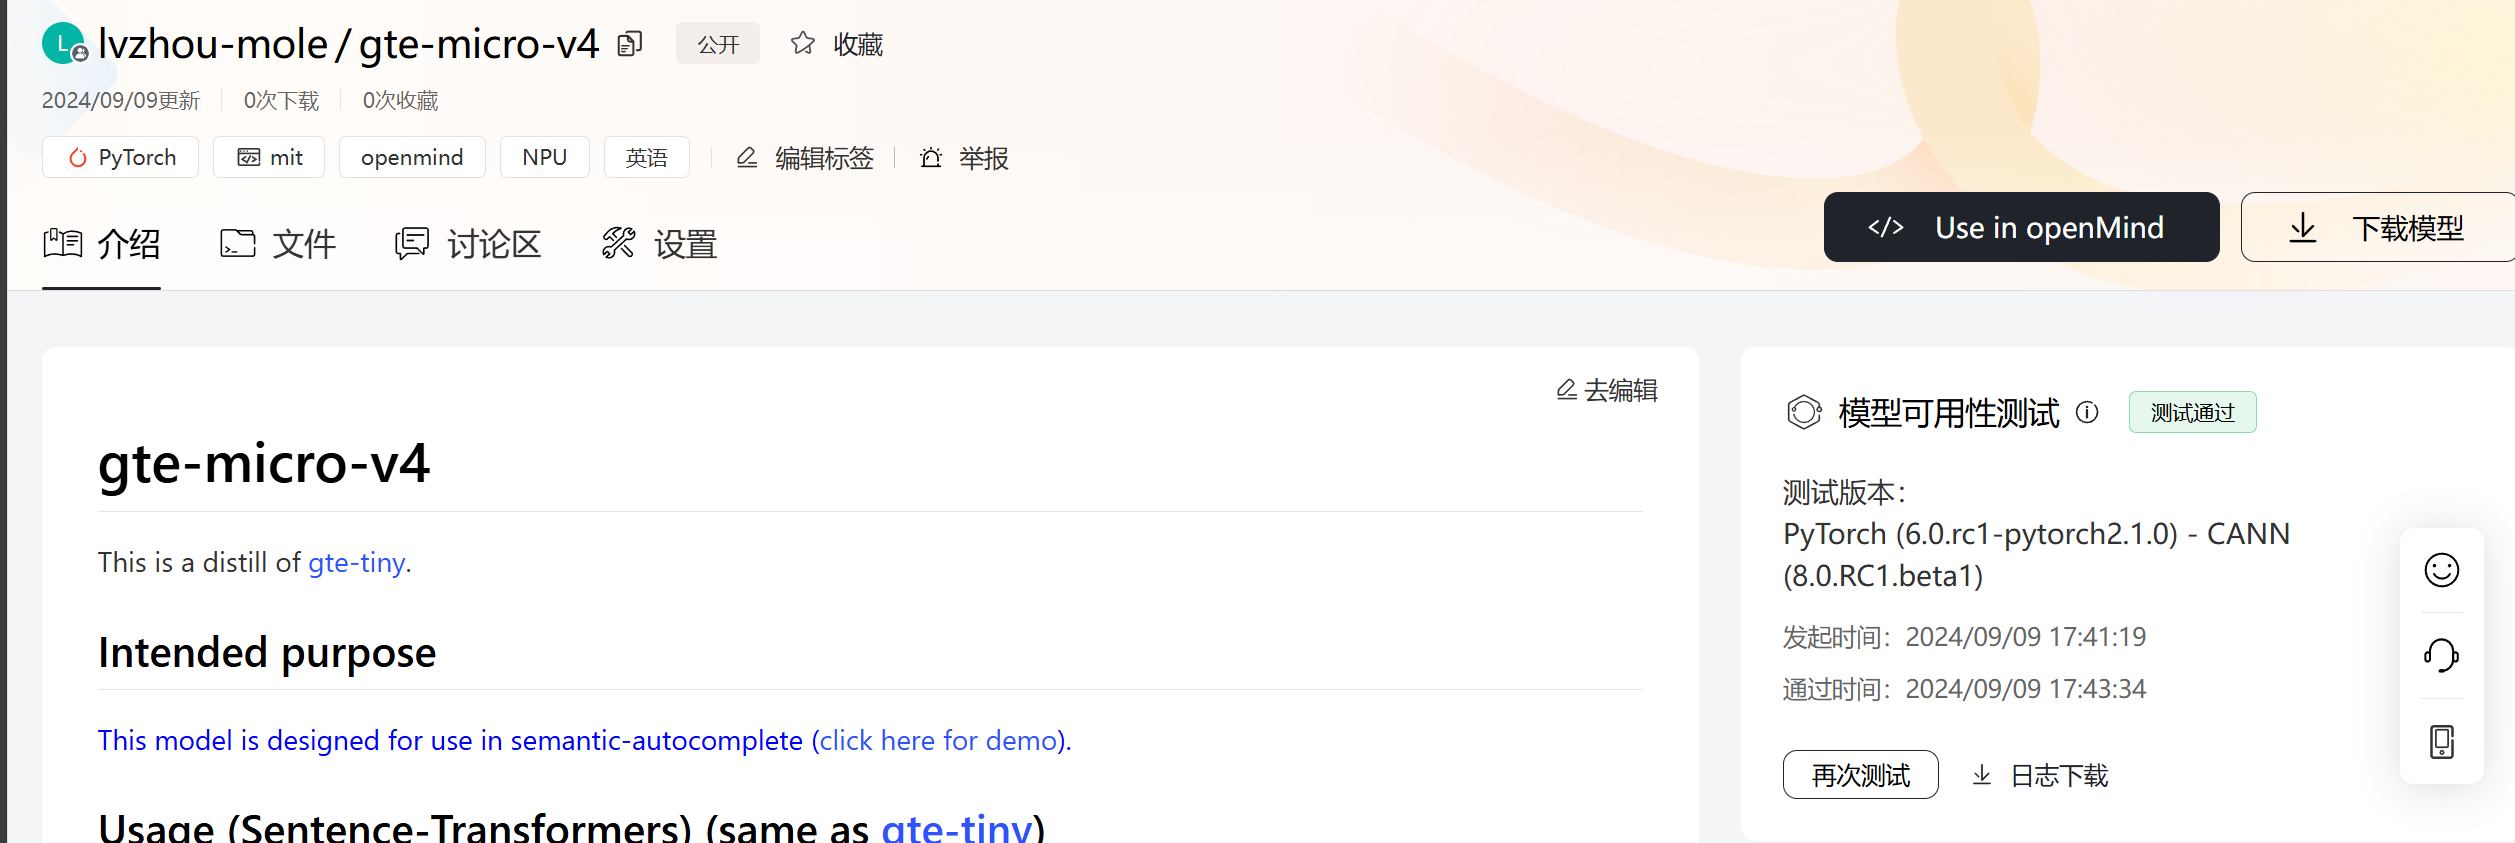 L lvzhou-mole / gte-micro-v4 公开 收藏
2024/09/09更新 0次下载 0次收藏
PyTorch mit openmind NPU 英语 编辑标签 举报
介绍 文件 讨论区 设置
Use in openMind 下载模型
去编辑
gte-micro-v4
This is a distill of gte-tiny.
Intended purpose
This model is designed for use in semantic-autocomplete (click here for demo).
Usage (Sentence-Transformers) (same as gte-tiny)
模型可用性测试 测试通过
测试版本：
PyTorch (6.0.rc1-pytorch2.1.0) - CANN
(8.0.RC1.beta1)
发起时间：2024/09/09 17:41:19
通过时间：2024/09/09 17:43:34
再次测试 日志下载